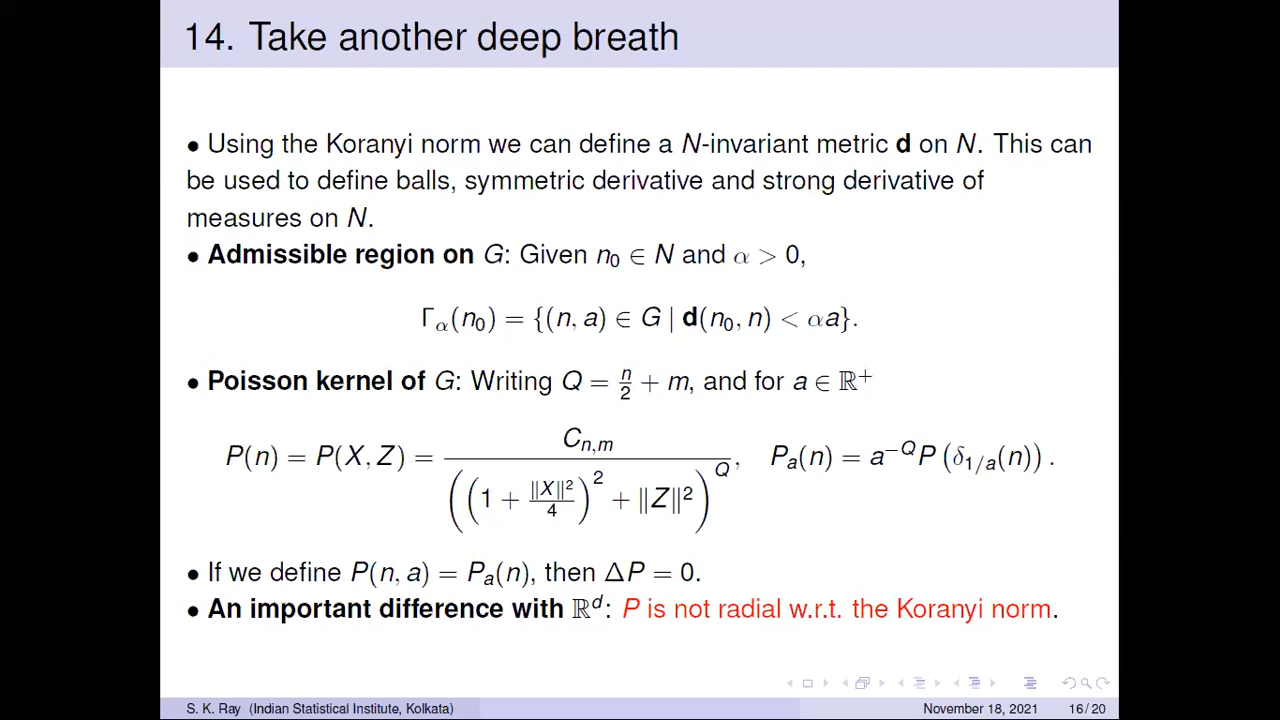 14. Take another deep breath
• Using the Koranyi norm we can define a N-invariant metric d on N. This can
be used to define balls, symmetric derivative and strong derivative of
measures on N.
• Admissible region on G: Given n₀ ∈ N and α > 0,
Γ_α(n₀) = {(n, a) ∈ G | d(n₀, n) < αa}.
• Poisson kernel of G: Writing Q = n/2 + m, and for a ∈ ℝ⁺
P(n) = P(X, Z) = C_{n,m} / ((1 + ‖X‖²/4)² + ‖Z‖²)^Q, P_a(n) = a^{−Q} P(δ_{1/a}(n)).
• If we define P(n, a) = P_a(n), then ΔP = 0.
• An important difference with ℝ^d: P is not radial w.r.t. the Koranyi norm.
S. K. Ray (Indian Statistical Institute, Kolkata) November 18, 2021 16/20